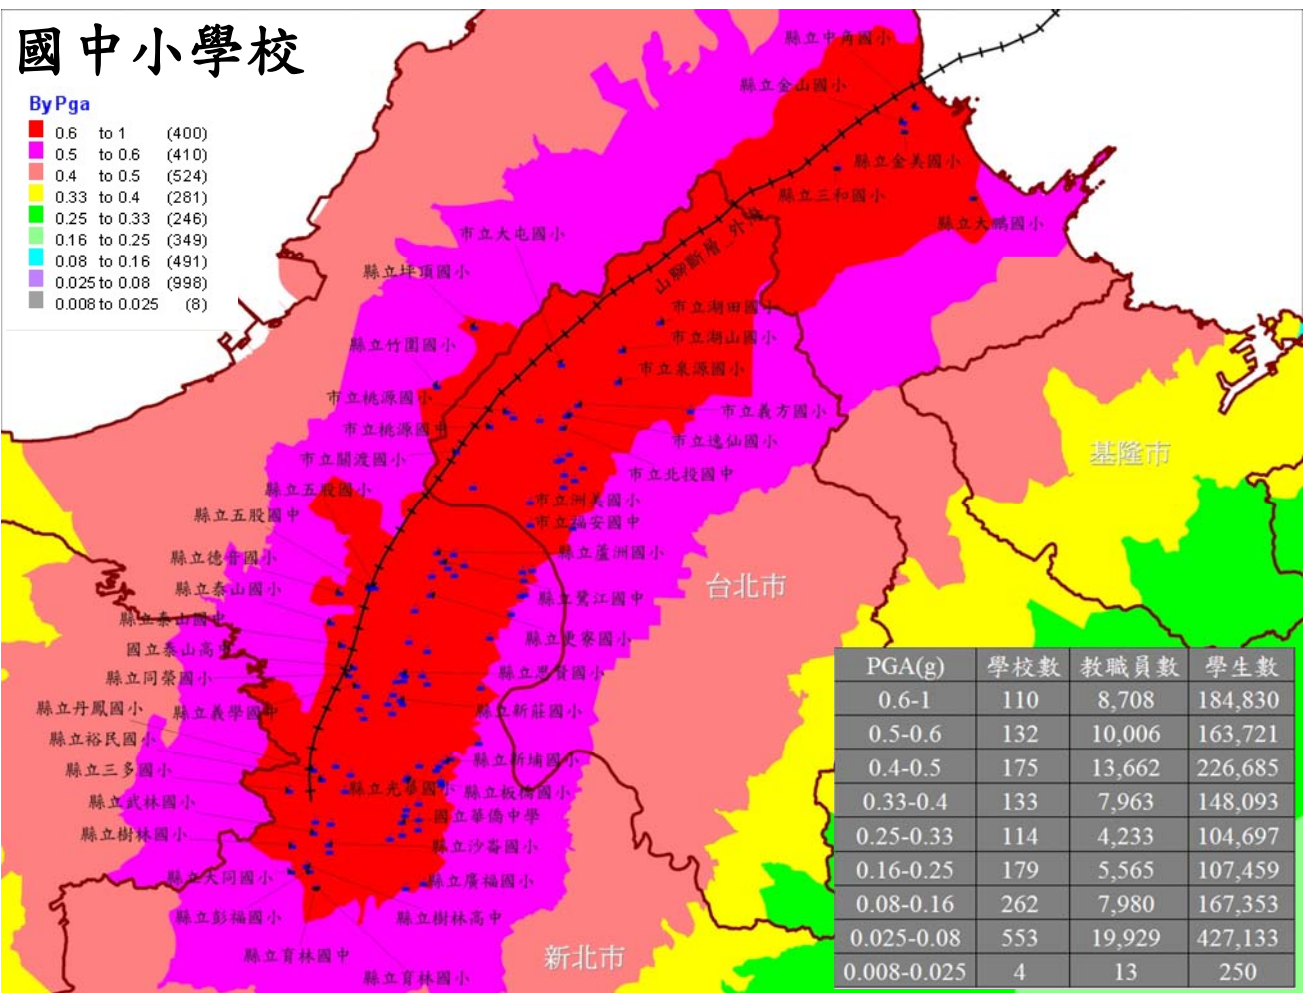 國中小學校
By Pga
0.6 to 1 (400)
0.5 to 0.6 (410)
0.4 to 0.5 (524)
0.33 to 0.4 (281)
0.25 to 0.33 (246)
0.16 to 0.25 (349)
0.08 to 0.16 (491)
0.025 to 0.08 (998)
0.008 to 0.025 (8)
縣立中角國小
縣立金山國小
縣立金美國小
縣立三和國小
縣立大鵬國小
市立大屯國小
山腳斷層_外海
縣立坪頂國小
市立湖田國小
縣立竹圍國小
市立湖山國小
市立泉源國小
市立桃源國小
市立義方國小
市立桃源國中
市立逸仙國小
市立關渡國小
市立北投國中
基隆市
縣立五股國小
市立洲美國小
縣立五股國中
市立福安國中
縣立德音國小
縣立蘆洲國小
縣立泰山國小
台北市
縣立鷺江國中
縣立泰山國中
縣立更寮國小
國立泰山高中
縣立同榮國小
縣立思賢國小
縣立丹鳳國小
縣立義學國中
縣立新莊國小
縣立裕民國小
縣立新埔國小
縣立三多國小
縣立光華國小
縣立板橋國小
縣立武林國小
國立華僑中學
縣立樹林國小
縣立沙崙國小
縣立大同國小
縣立廣福國小
縣立彭福國小
縣立樹林高中
縣立育林國中
新北市
縣立育林國小
PGA(g) 學校數 教職員數 學生數
0.6-1 110 8,708 184,830
0.5-0.6 132 10,006 163,721
0.4-0.5 175 13,662 226,685
0.33-0.4 133 7,963 148,093
0.25-0.33 114 4,233 104,697
0.16-0.25 179 5,565 107,459
0.08-0.16 262 7,980 167,353
0.025-0.08 553 19,929 427,133
0.008-0.025 4 13 250